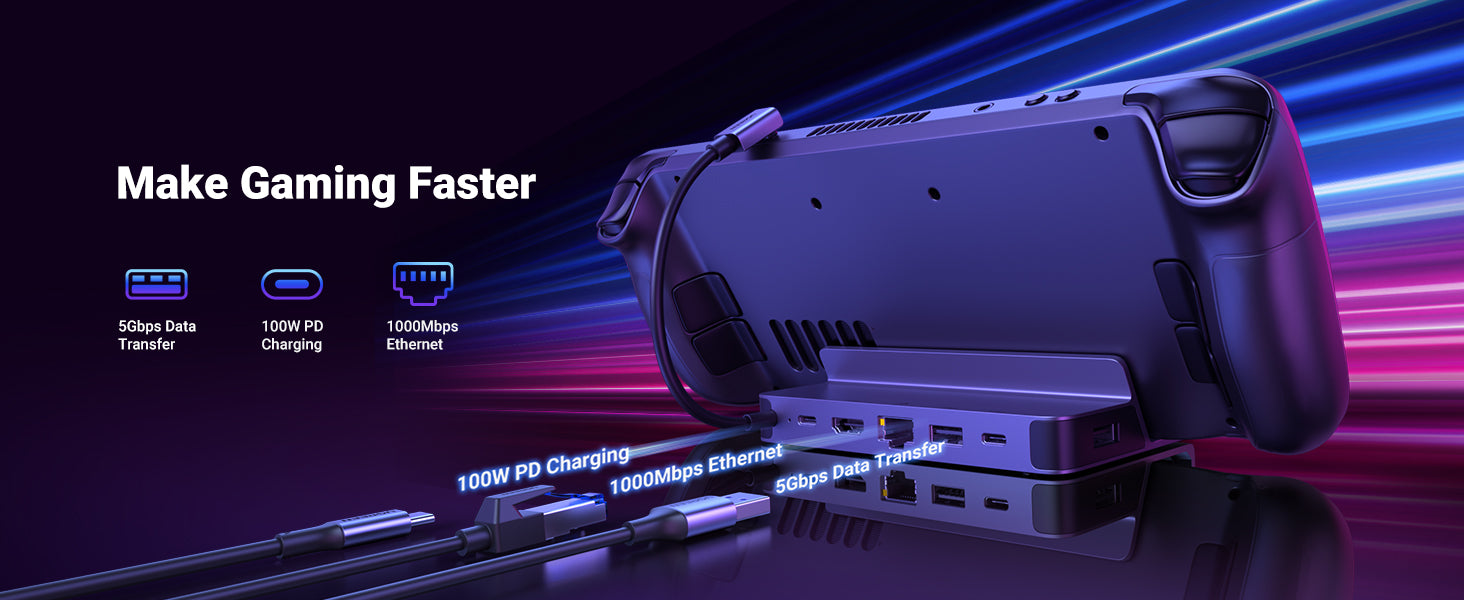 Make Gaming Faster
5Gbps Data
Transfer
100W PD
Charging
1000Mbps
Ethernet
100W PD Charging
1000Mbps Ethernet
5Gbps Data Transfer